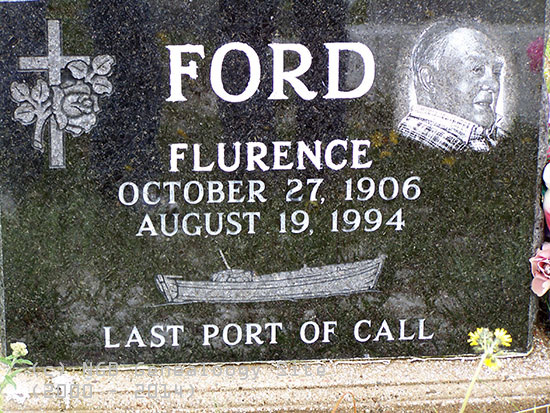 FORD
FLURENCE
OCTOBER 27, 1906
AUGUST 19, 1994
LAST PORT OF CALL